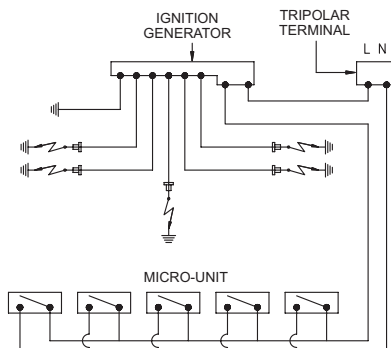 IGNITION
GENERATOR
TRIPOLAR
TERMINAL
L N
MICRO-UNIT